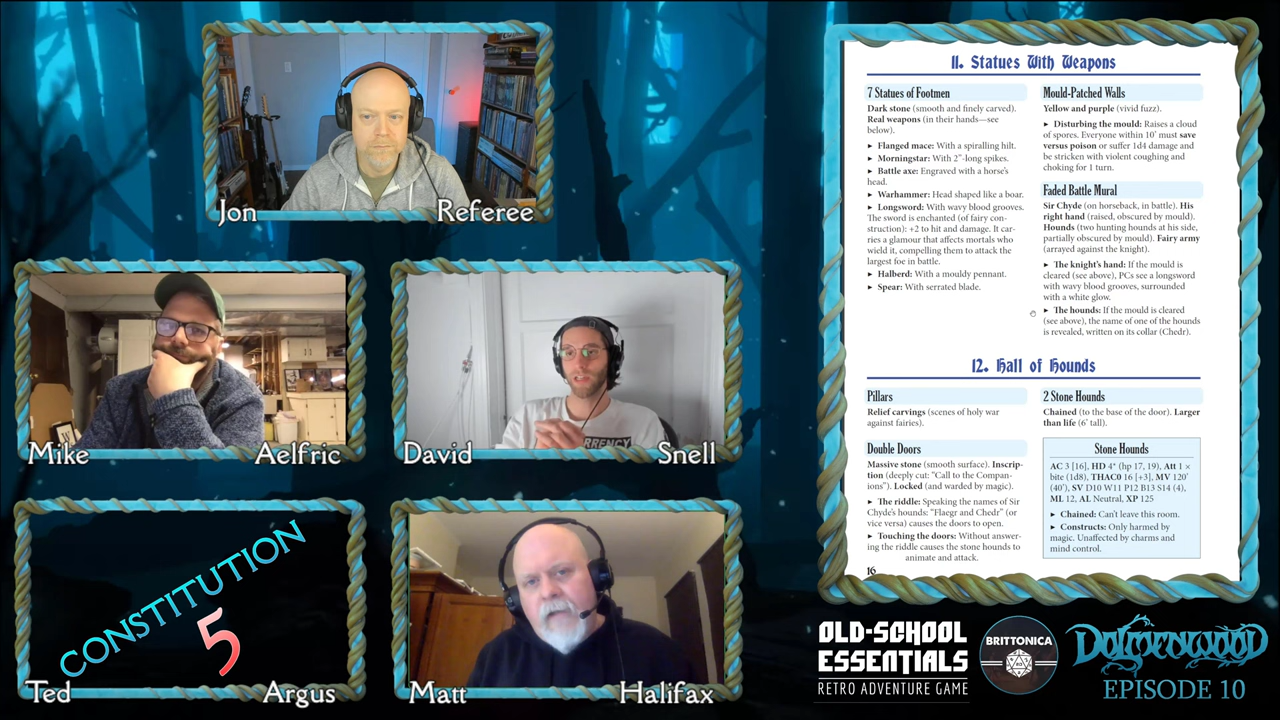 Jon
Referee
Mike
Aelfric
David
Snell
RRENCY
CONSTITUTION
5
Ted
Argus
Matt
Halifax
11. Statues With Weapons
7 Statues of Footmen
Dark stone (smooth and finely carved).
Real weapons (in their hands—see
below).
► Flanged mace: With a spiralling hilt.
► Morningstar: With 2"-long spikes.
► Battle axe: Engraved with a horse's
head.
► Warhammer: Head shaped like a boar.
► Longsword: With wavy blood grooves.
The sword is enchanted (of fairy con-
struction): +2 to hit and damage. It car-
ries a glamour that affects mortals who
wield it, compelling them to attack the
largest foe in battle.
► Halberd: With a mouldy pennant.
► Spear: With serrated blade.
Mould-Patched Walls
Yellow and purple (vivid fuzz).
► Disturbing the mould: Raises a cloud
of spores. Everyone within 10' must save
versus poison or suffer 1d4 damage and
be stricken with violent coughing and
choking for 1 turn.
Faded Battle Mural
Sir Chyde (on horseback, in battle). His
right hand (raised, obscured by mould).
Hounds (two hunting hounds at his side,
partially obscured by mould). Fairy army
(arrayed against the knight).
► The knight's hand: If the mould is
cleared (see above), PCs see a longsword
with wavy blood grooves, surrounded
with a white glow.
► The hounds: If the mould is cleared
(see above), the name of one of the hounds
is revealed, written on its collar (Chedr).
12. Hall of Hounds
Pillars
Relief carvings (scenes of holy war
against fairies).
Double Doors
Massive stone (smooth surface). Inscrip-
tion (deeply cut: "Call to the Compan-
ions"). Locked (and warded by magic).
► The riddle: Speaking the names of Sir
Chyde's hounds: "Flaegr and Chedr" (or
vice versa) causes the doors to open.
► Touching the doors: Without answer-
ing the riddle causes the stone hounds to
animate and attack.
2 Stone Hounds
Chained (to the base of the door). Larger
than life (6' tall).
Stone Hounds
AC 3 [16], HD 4* (hp 17, 19), Att 1 ×
bite (1d8), THAC0 16 [+3], MV 120'
(40'), SV D10 W11 P12 B13 S14 (4),
ML 12, AL Neutral, XP 125
► Chained: Can't leave this room.
► Constructs: Only harmed by
magic. Unaffected by charms and
mind control.
16
OLD-SCHOOL
ESSENTIALS
RETRO ADVENTURE GAME
BRITTONICA
DOLMENWOOD
EPISODE 10